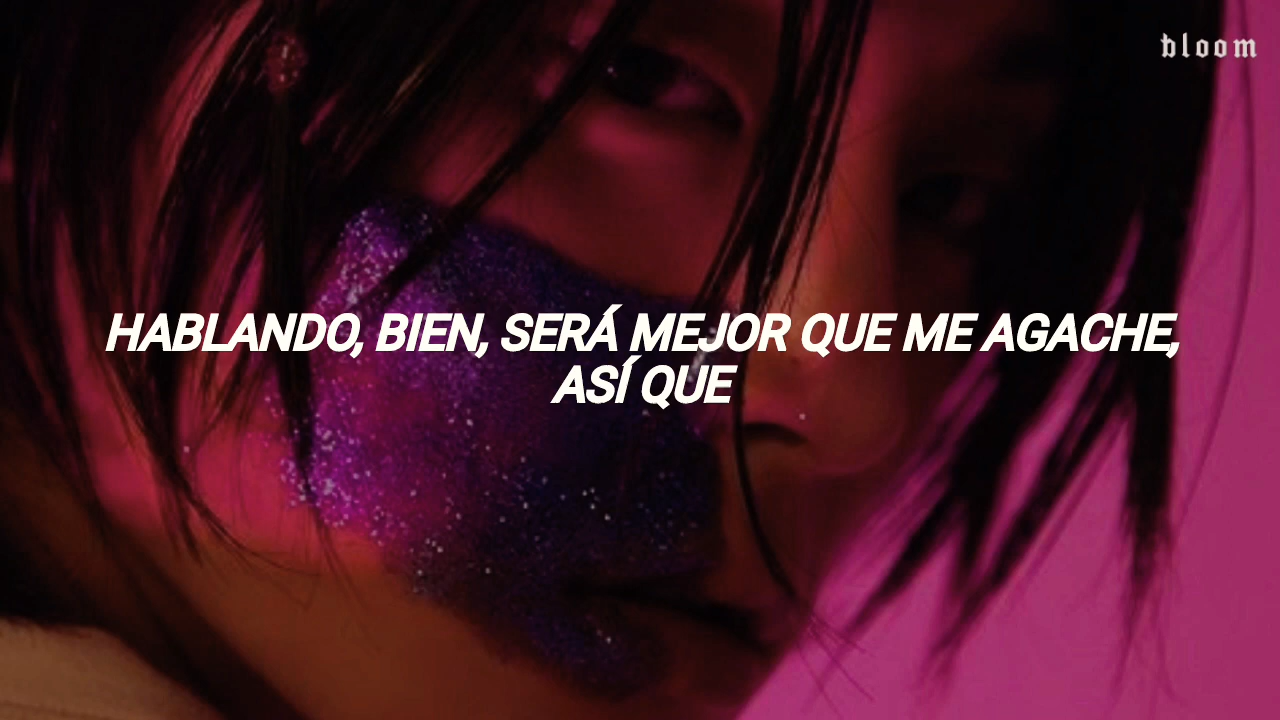 bloom
HABLANDO, BIEN, SERÁ MEJOR QUE ME AGACHE,
ASÍ QUE